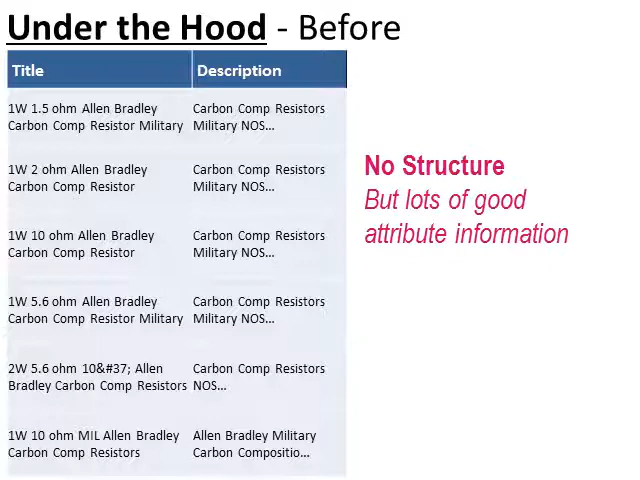 Under the Hood - Before
Title Description
1W 1.5 ohm Allen Bradley
Carbon Comp Resistor Military
Carbon Comp Resistors
Military NOS...
1W 2 ohm Allen Bradley
Carbon Comp Resistor
Carbon Comp Resistors
Military NOS...
1W 10 ohm Allen Bradley
Carbon Comp Resistor
Carbon Comp Resistors
Military NOS...
1W 5.6 ohm Allen Bradley
Carbon Comp Resistor Military
Carbon Comp Resistors
Military NOS...
2W 5.6 ohm 10&#37; Allen
Bradley Carbon Comp Resistors
Carbon Comp Resistors
NOS...
1W 10 ohm MIL Allen Bradley
Carbon Comp Resistors
Allen Bradley Military
Carbon Compositio...
No Structure
But lots of good
attribute information